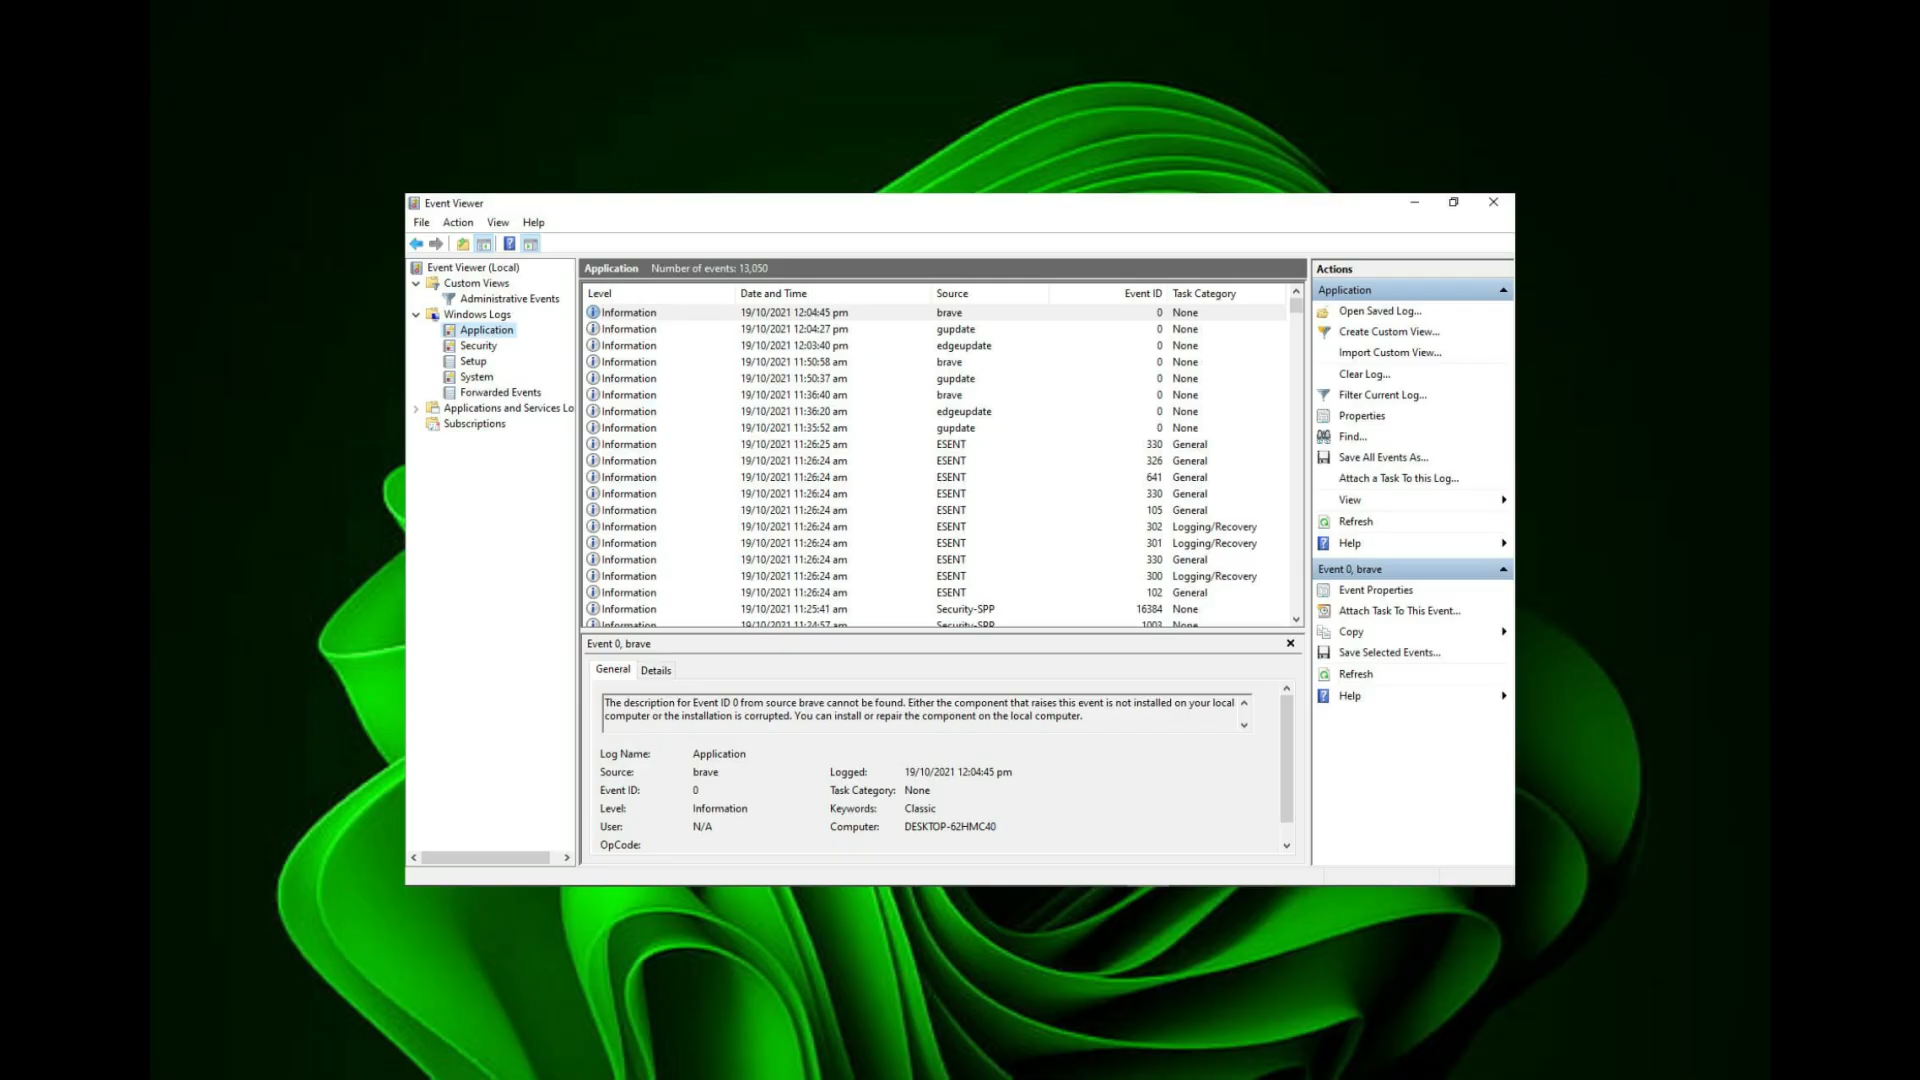 Event Viewer
File Action View Help
Event Viewer (Local)
Custom Views
Administrative Events
Windows Logs
Application
Security
Setup
System
Forwarded Events
Applications and Services Lo
Subscriptions
Application Number of events: 13,050
Level Date and Time Source Event ID Task Category
Information 19/10/2021 12:04:45 pm brave 0 None
Information 19/10/2021 12:04:27 pm gupdate 0 None
Information 19/10/2021 12:03:40 pm edgeupdate 0 None
Information 19/10/2021 11:50:58 am brave 0 None
Information 19/10/2021 11:50:37 am gupdate 0 None
Information 19/10/2021 11:36:40 am brave 0 None
Information 19/10/2021 11:36:20 am edgeupdate 0 None
Information 19/10/2021 11:35:52 am gupdate 0 None
Information 19/10/2021 11:26:25 am ESENT 330 General
Information 19/10/2021 11:26:24 am ESENT 326 General
Information 19/10/2021 11:26:24 am ESENT 641 General
Information 19/10/2021 11:26:24 am ESENT 330 General
Information 19/10/2021 11:26:24 am ESENT 105 General
Information 19/10/2021 11:26:24 am ESENT 302 Logging/Recovery
Information 19/10/2021 11:26:24 am ESENT 301 Logging/Recovery
Information 19/10/2021 11:26:24 am ESENT 330 General
Information 19/10/2021 11:26:24 am ESENT 300 Logging/Recovery
Information 19/10/2021 11:26:24 am ESENT 102 General
Information 19/10/2021 11:25:41 am Security-SPP 16384 None
Information 19/10/2021 11:24:57 am Security-SPP 1003 None
Event 0, brave
General Details
The description for Event ID 0 from source brave cannot be found. Either the component that raises this event is not installed on your local
computer or the installation is corrupted. You can install or repair the component on the local computer.
Log Name: Application
Source: brave Logged: 19/10/2021 12:04:45 pm
Event ID: 0 Task Category: None
Level: Information Keywords: Classic
User: N/A Computer: DESKTOP-62HMC40
OpCode:
Actions
Application
Open Saved Log...
Create Custom View...
Import Custom View...
Clear Log...
Filter Current Log...
Properties
Find...
Save All Events As...
Attach a Task To this Log...
View
Refresh
Help
Event 0, brave
Event Properties
Attach Task To This Event...
Copy
Save Selected Events...
Refresh
Help